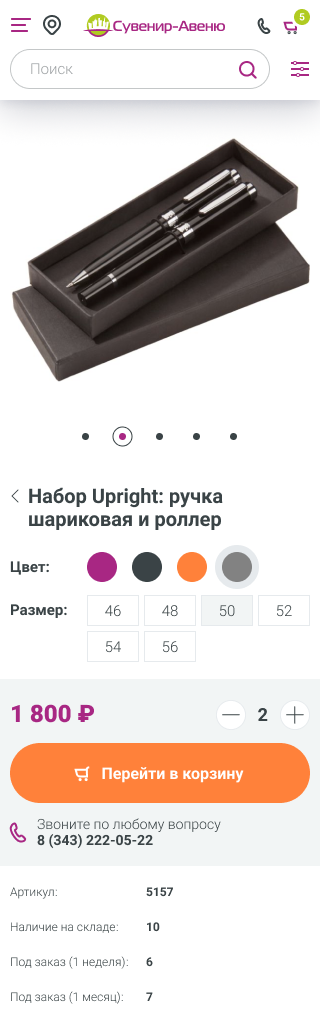 Сувенир-Авеню
5
Поиск
Набор Upright: ручка
шариковая и роллер
Цвет:
Размер:
46 48 50 52
54 56
1 800 ₽
2
Перейти в корзину
Звоните по любому вопросу
8 (343) 222-05-22
Артикул: 5157
Наличие на складе: 10
Под заказ (1 неделя): 6
Под заказ (1 месяц): 7